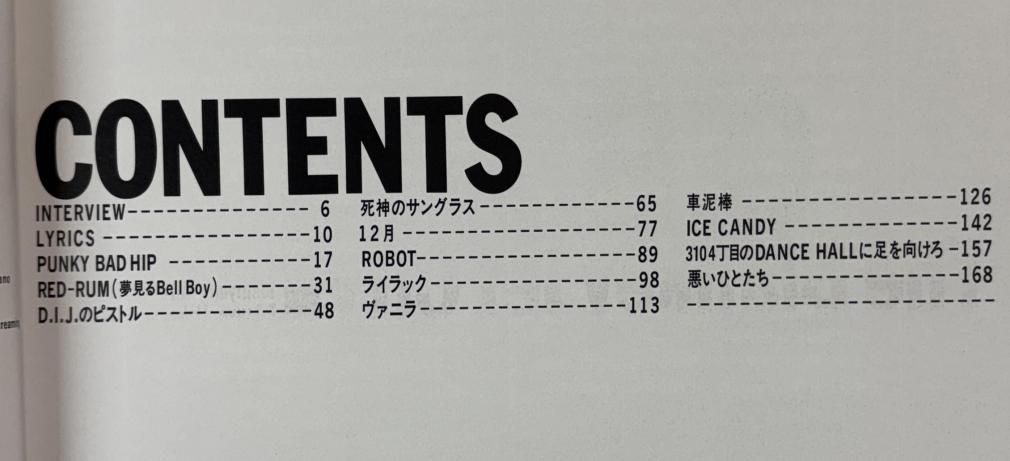 CONTENTS
INTERVIEW---------------- 6
LYRICS ----------------10
PUNKY BAD HIP -----------17
RED-RUM(夢見るBell Boy)-------31
D.I.J.のピストル-------------48
死神のサングラス------------65
12月 ------------------77
ROBOT-----------------89
ライラック----------------98
ヴァニラ----------------113
車泥棒 ----------------126
ICE CANDY -------------142
3104丁目のDANCE HALLに足を向けろ -157
悪いひとたち--------------168
amo
reaming